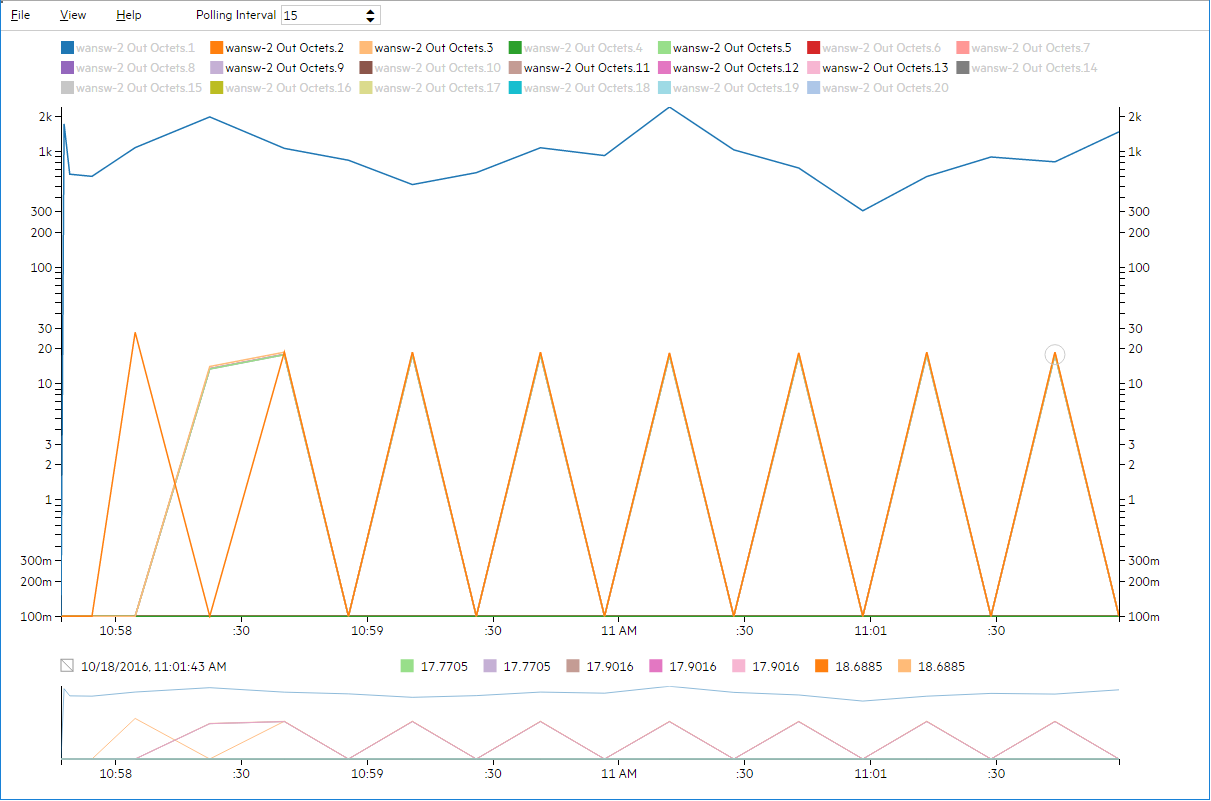 File View Help Polling Interval 15
wansw-2 Out Octets.1 wansw-2 Out Octets.2 wansw-2 Out Octets.3 wansw-2 Out Octets.4 wansw-2 Out Octets.5 wansw-2 Out Octets.6 wansw-2 Out Octets.7
wansw-2 Out Octets.8 wansw-2 Out Octets.9 wansw-2 Out Octets.10 wansw-2 Out Octets.11 wansw-2 Out Octets.12 wansw-2 Out Octets.13 wansw-2 Out Octets.14
wansw-2 Out Octets.15 wansw-2 Out Octets.16 wansw-2 Out Octets.17 wansw-2 Out Octets.18 wansw-2 Out Octets.19 wansw-2 Out Octets.20
2k 2k
1k 1k
300 300
200 200
100 100
30 30
20 20
10 10
3 3
2 2
1 1
300m 300m
200m 200m
100m 100m
10:58 :30 10:59 :30 11 AM :30 11:01 :30
10/18/2016, 11:01:43 AM 17.7705 17.7705 17.9016 17.9016 17.9016 18.6885 18.6885
10:58 :30 10:59 :30 11 AM :30 11:01 :30